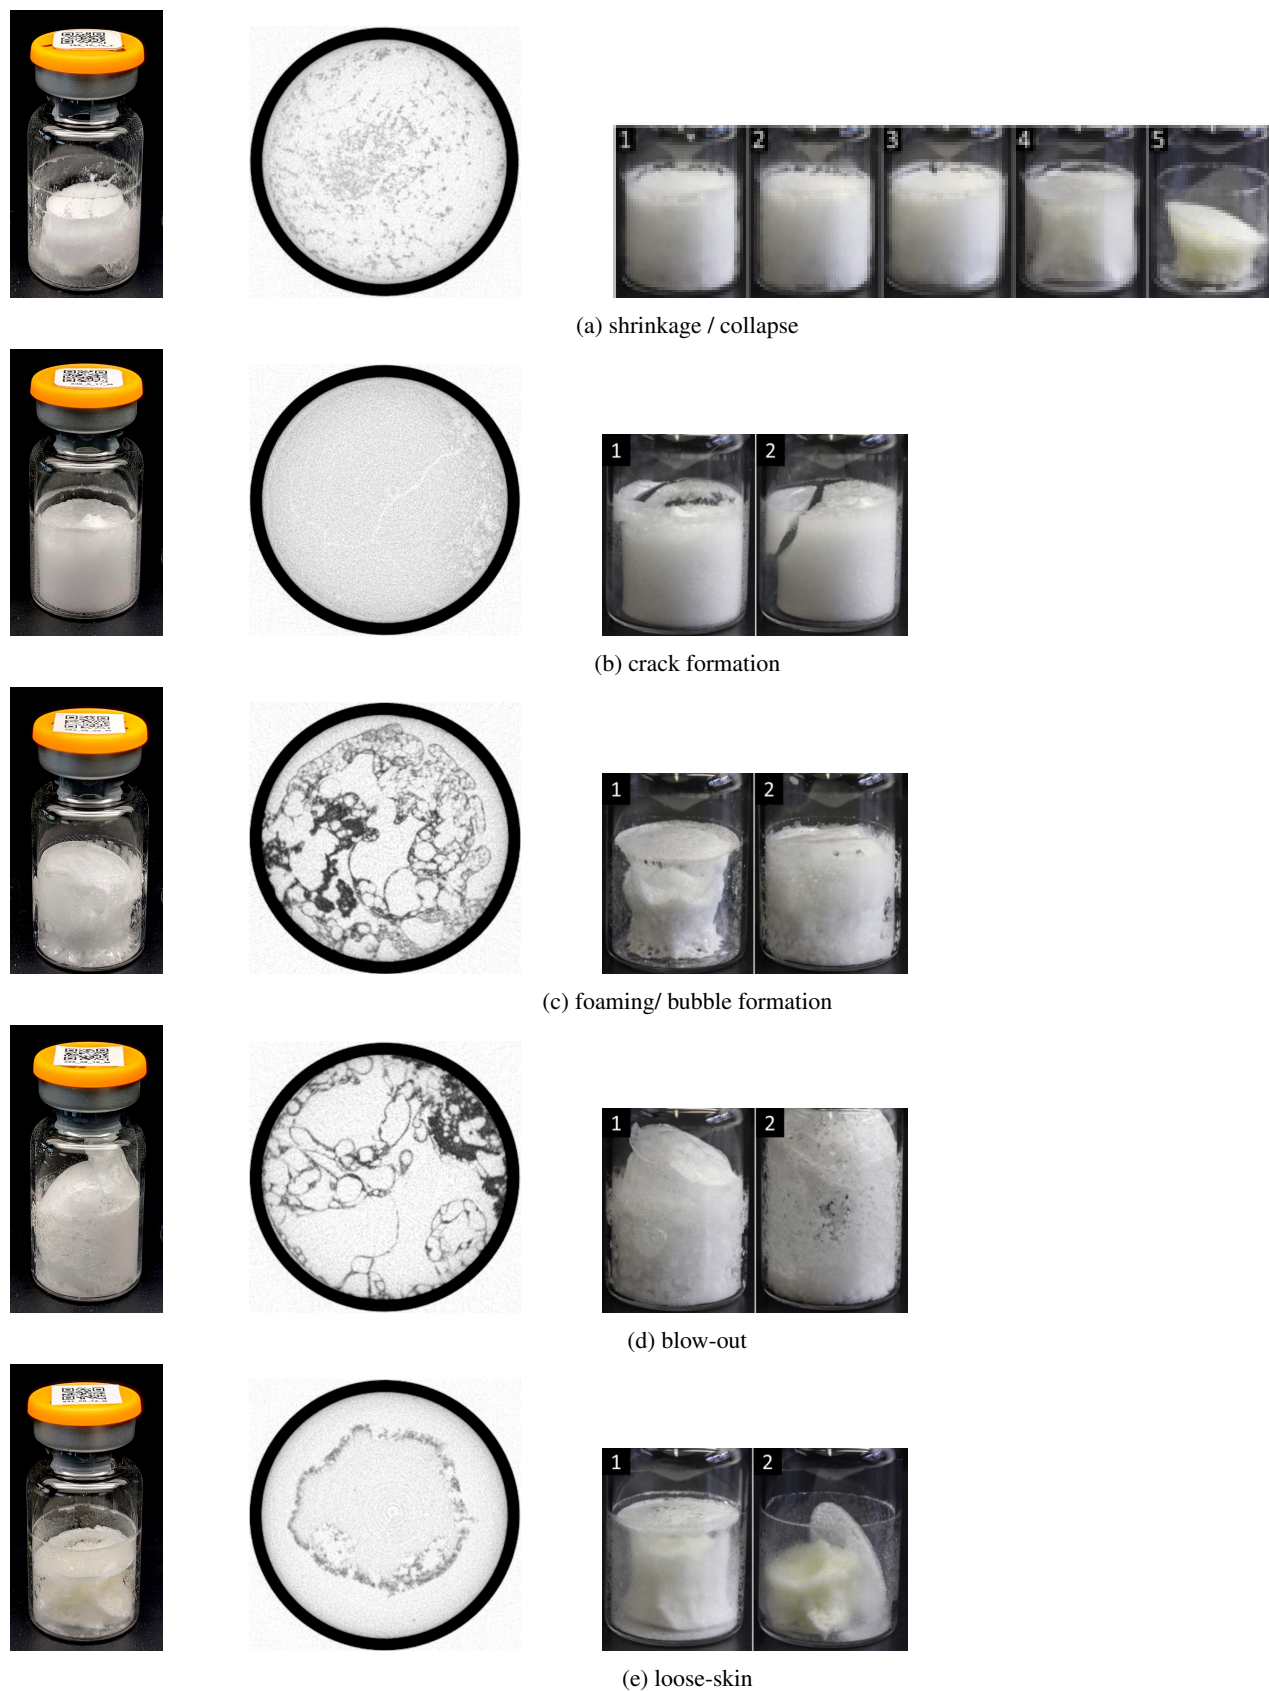 1 2 3 4 5
(a) shrinkage / collapse
1 2
(b) crack formation
1 2
(c) foaming/ bubble formation
1 2
(d) blow-out
1 2
(e) loose-skin